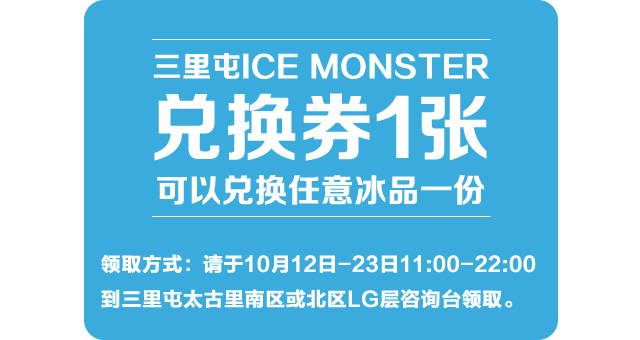 三里屯ICE MONSTER
兑换券1张
可以兑换任意冰品一份
领取方式：请于10月12日-23日11:00-22:00
到三里屯太古里南区或北区LG层咨询台领取。